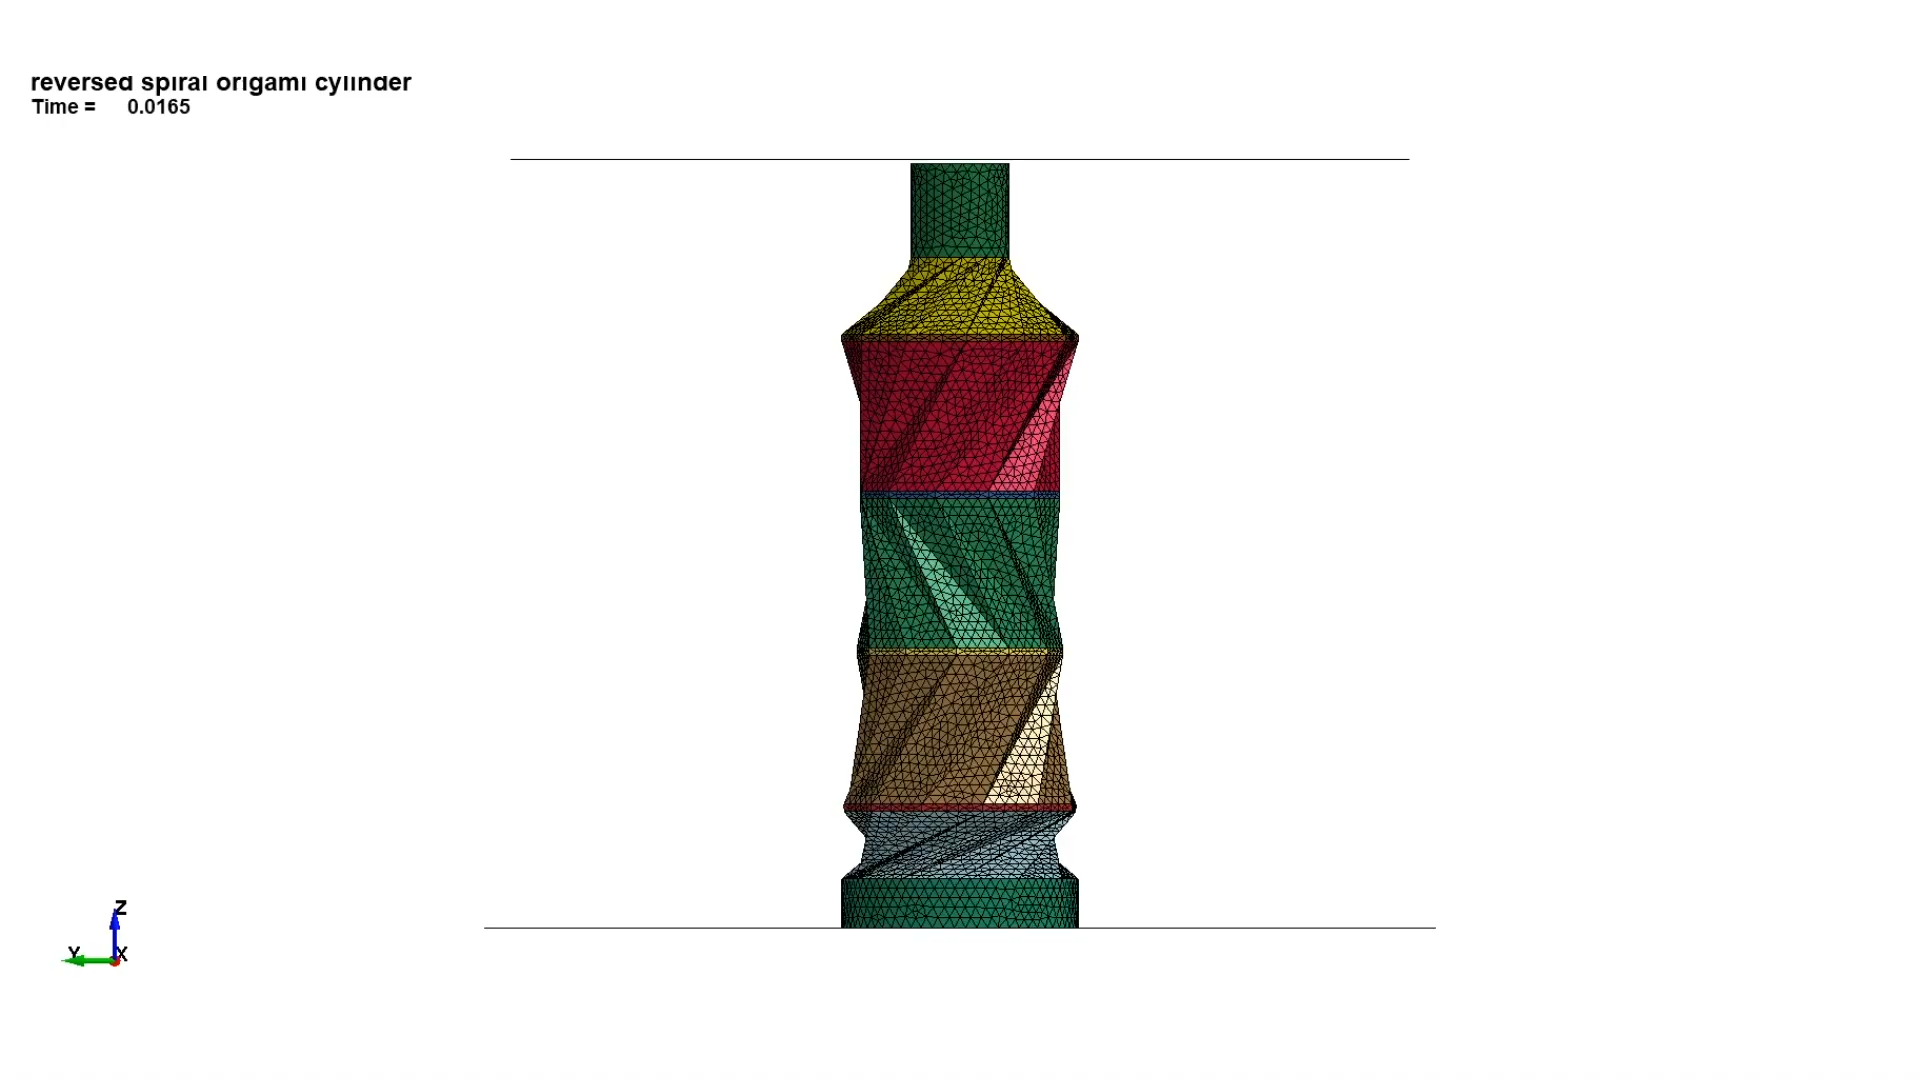 reversed spiral origami cylinder
Time = 0.0165
Z
Y
X